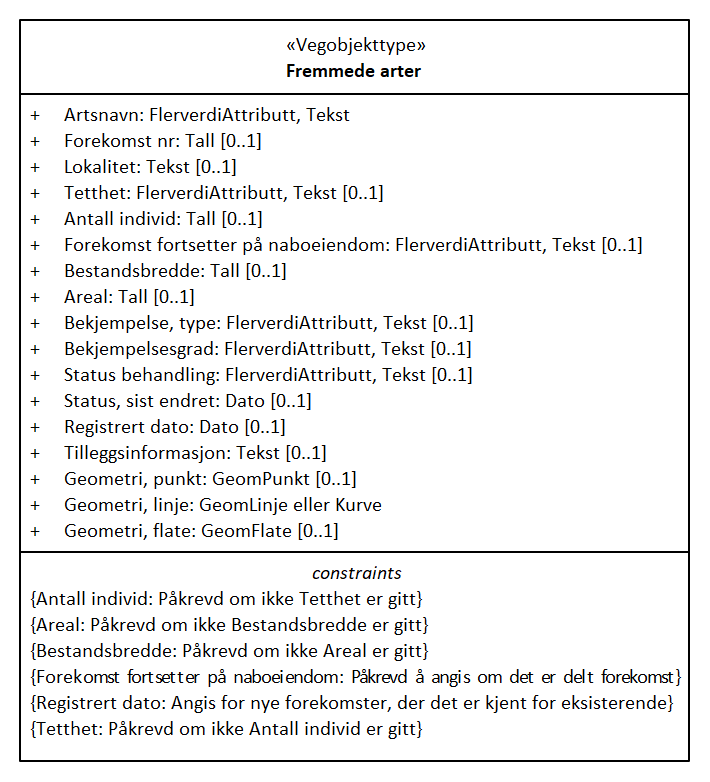 «Vegobjekttype»
Fremmede arter
+ Artsnavn: FlerverdiAttributt, Tekst
+ Forekomst nr: Tall [0..1]
+ Lokalitet: Tekst [0..1]
+ Tetthet: FlerverdiAttributt, Tekst [0..1]
+ Antall individ: Tall [0..1]
+ Forekomst fortsetter på naboeiendom: FlerverdiAttributt, Tekst [0..1]
+ Bestandsbredde: Tall [0..1]
+ Areal: Tall [0..1]
+ Bekjempelse, type: FlerverdiAttributt, Tekst [0..1]
+ Bekjempelsesgrad: FlerverdiAttributt, Tekst [0..1]
+ Status behandling: FlerverdiAttributt, Tekst [0..1]
+ Status, sist endret: Dato [0..1]
+ Registrert dato: Dato [0..1]
+ Tilleggsinformasjon: Tekst [0..1]
+ Geometri, punkt: GeomPunkt [0..1]
+ Geometri, linje: GeomLinje eller Kurve
+ Geometri, flate: GeomFlate [0..1]
constraints
{Antall individ: Påkrevd om ikke Tetthet er gitt}
{Areal: Påkrevd om ikke Bestandsbredde er gitt}
{Bestandsbredde: Påkrevd om ikke Areal er gitt}
{Forekomst fortsetter på naboeiendom: Påkrevd å angis om det er delt forekomst}
{Registrert dato: Angis for nye forekomster, der det er kjent for eksisterende}
{Tetthet: Påkrevd om ikke Antall individ er gitt}